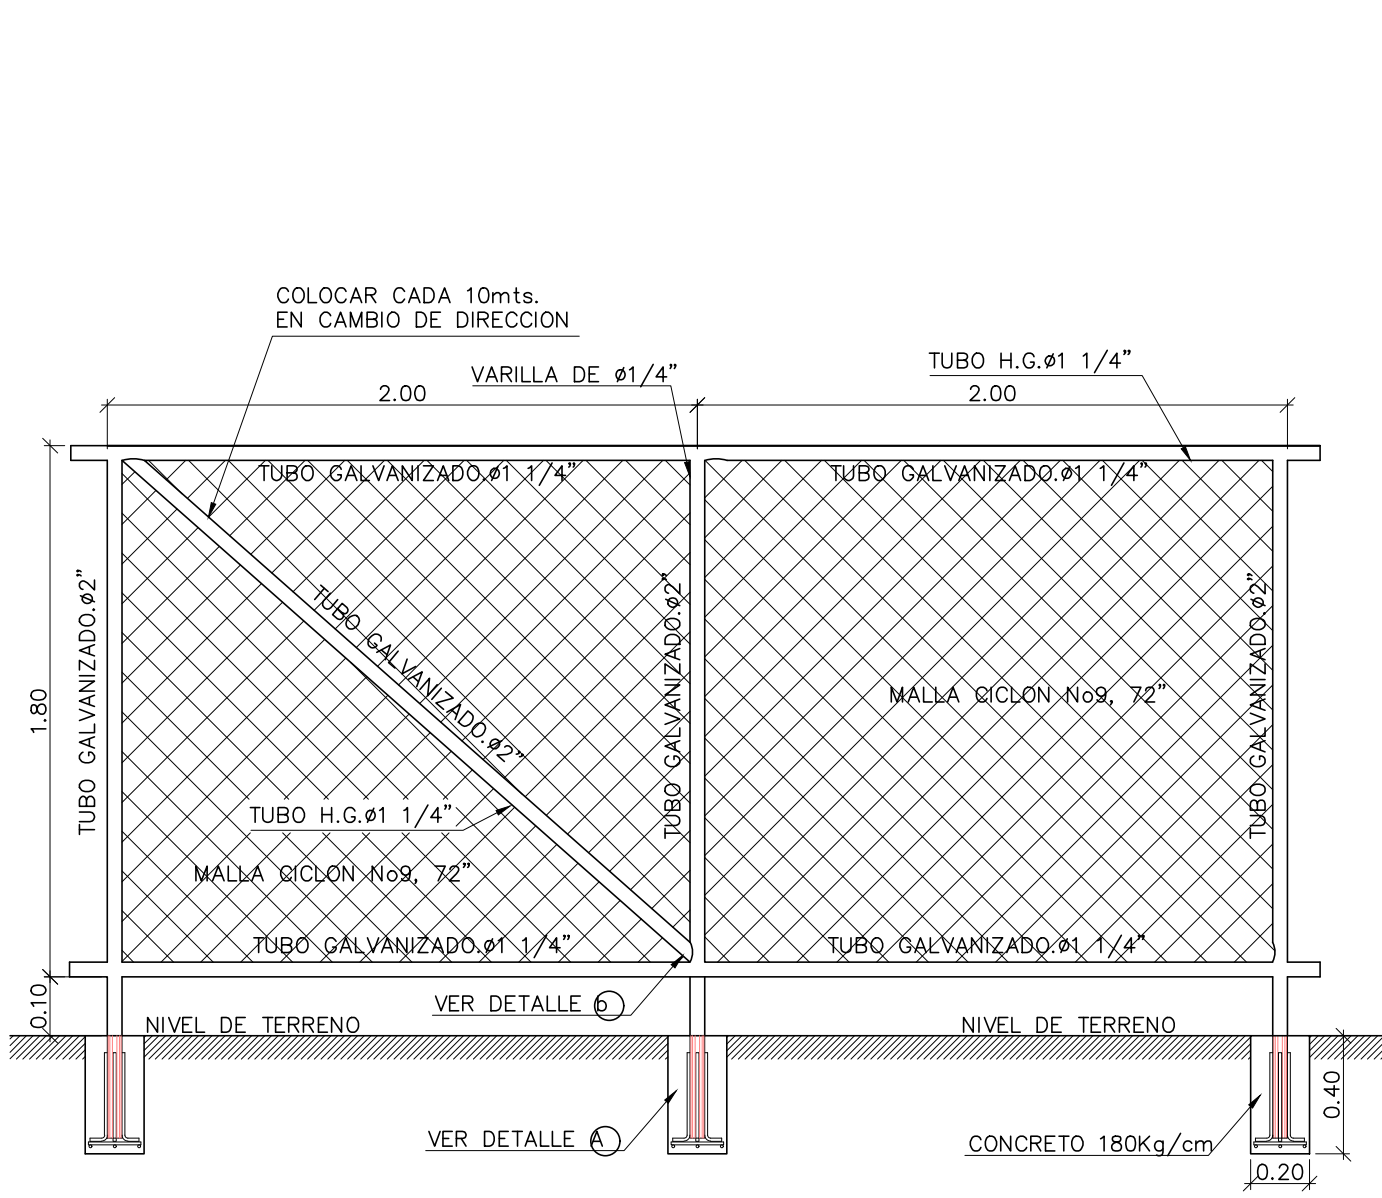 COLOCAR CADA 10mts.
EN CAMBIO DE DIRECCION
VARILLA DE ø1/4"
TUBO H.G.ø1 1/4"
2.00
2.00
TUBO GALVANIZADO.ø1 1/4"
TUBO GALVANIZADO.ø1 1/4"
1.80
TUBO GALVANIZADO.ø2"
TUBO GALVANIZADO.ø2"
TUBO GALVANIZADO.ø2"
TUBO GALVANIZADO.ø2"
MALLA CICLON No9, 72"
TUBO H.G.ø1 1/4"
MALLA CICLON No9, 72"
TUBO GALVANIZADO.ø1 1/4"
TUBO GALVANIZADO.ø1 1/4"
0.10
VER DETALLE b
NIVEL DE TERRENO
NIVEL DE TERRENO
0.40
VER DETALLE A
CONCRETO 180Kg/cm
0.20